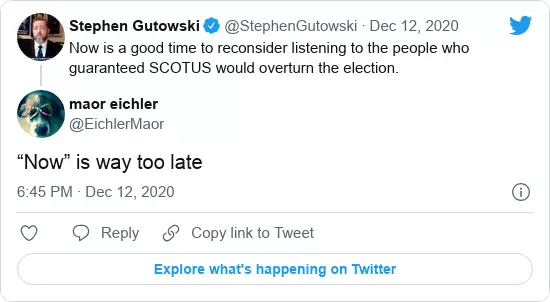 Stephen Gutowski @StephenGutowski · Dec 12, 2020
Now is a good time to reconsider listening to the people who
guaranteed SCOTUS would overturn the election.
maor eichler
@EichlerMaor
“Now” is way too late
6:45 PM · Dec 12, 2020
Reply
Copy link to Tweet
Explore what's happening on Twitter